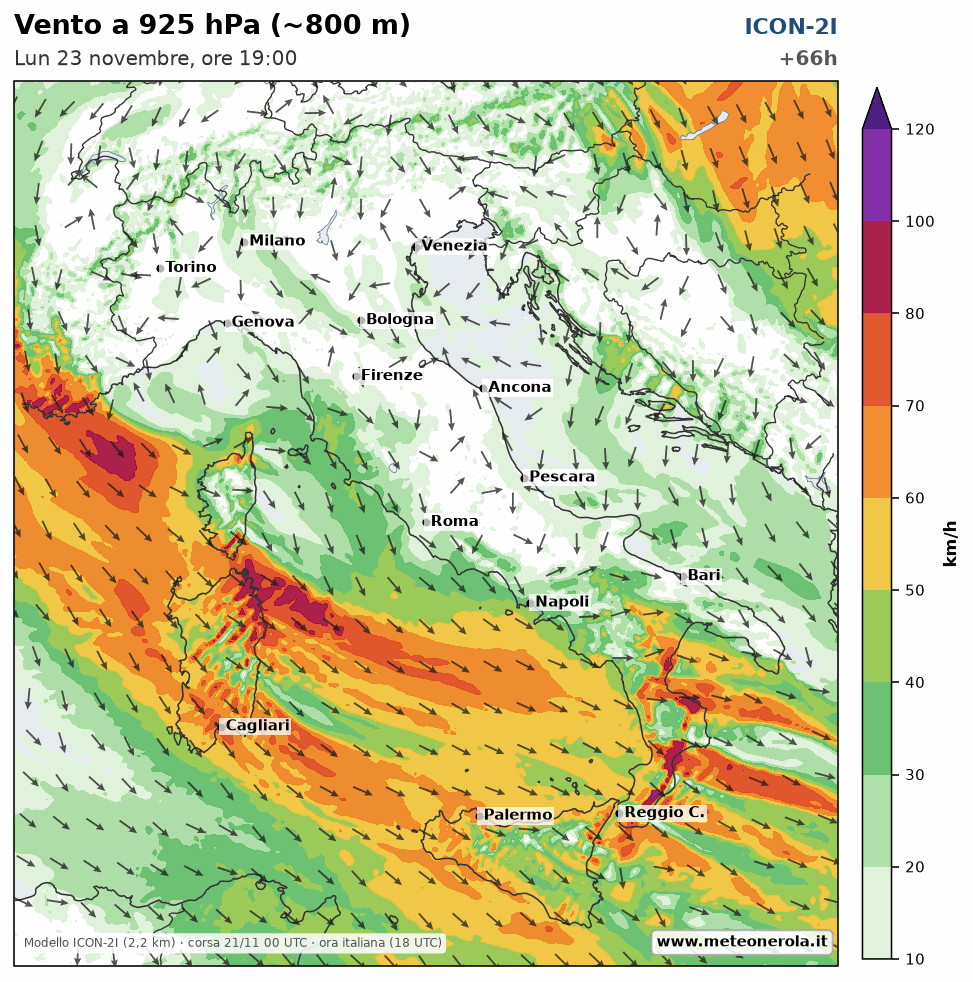 Vento a 925 hPa (~800 m)
ICON-2I
Lun 23 novembre, ore 19:00
+66h
120
100
80
70
60
50
40
30
20
10
km/h
Milano
Venezia
Torino
Genova
Bologna
Firenze
Ancona
Pescara
Roma
Bari
Napoli
Cagliari
Palermo
Reggio C.
Modello ICON-2I (2,2 km) · corsa 21/11 00 UTC · ora italiana (18 UTC)
www.meteonerola.it